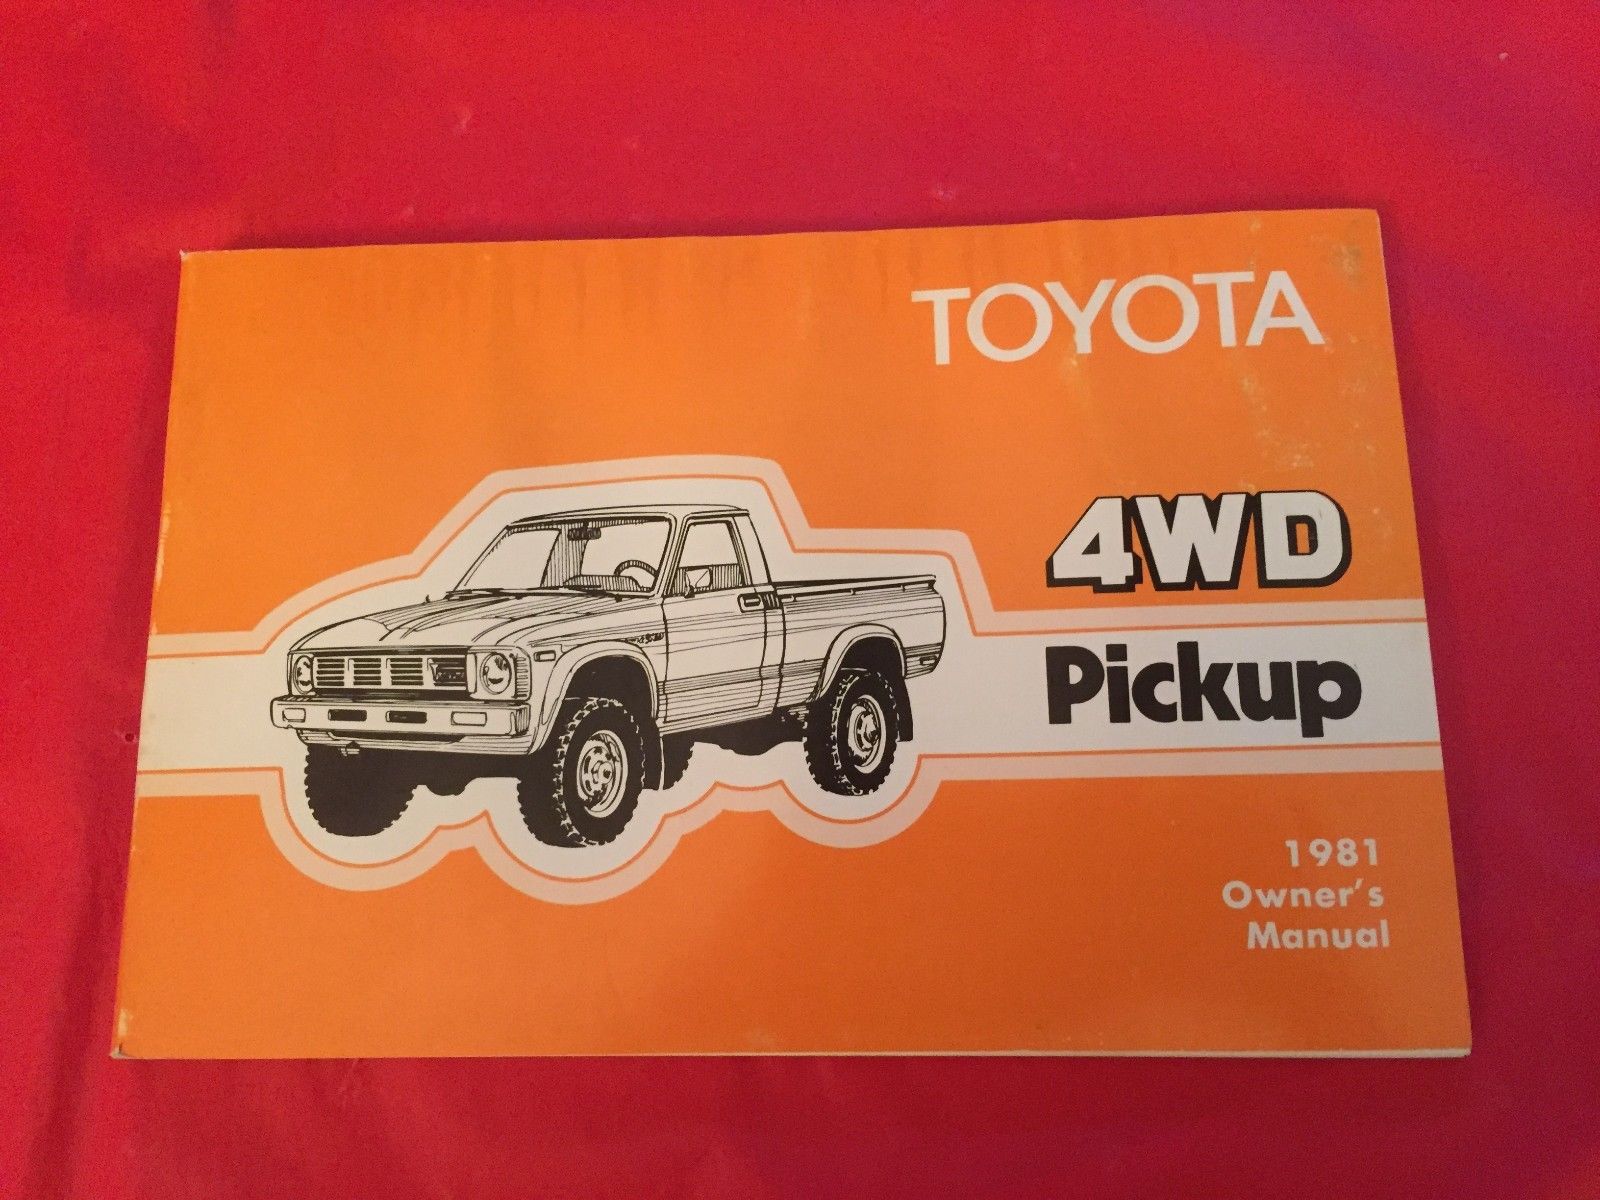 TOYOTA
4WD
Pickup
1981
Owner's
Manual